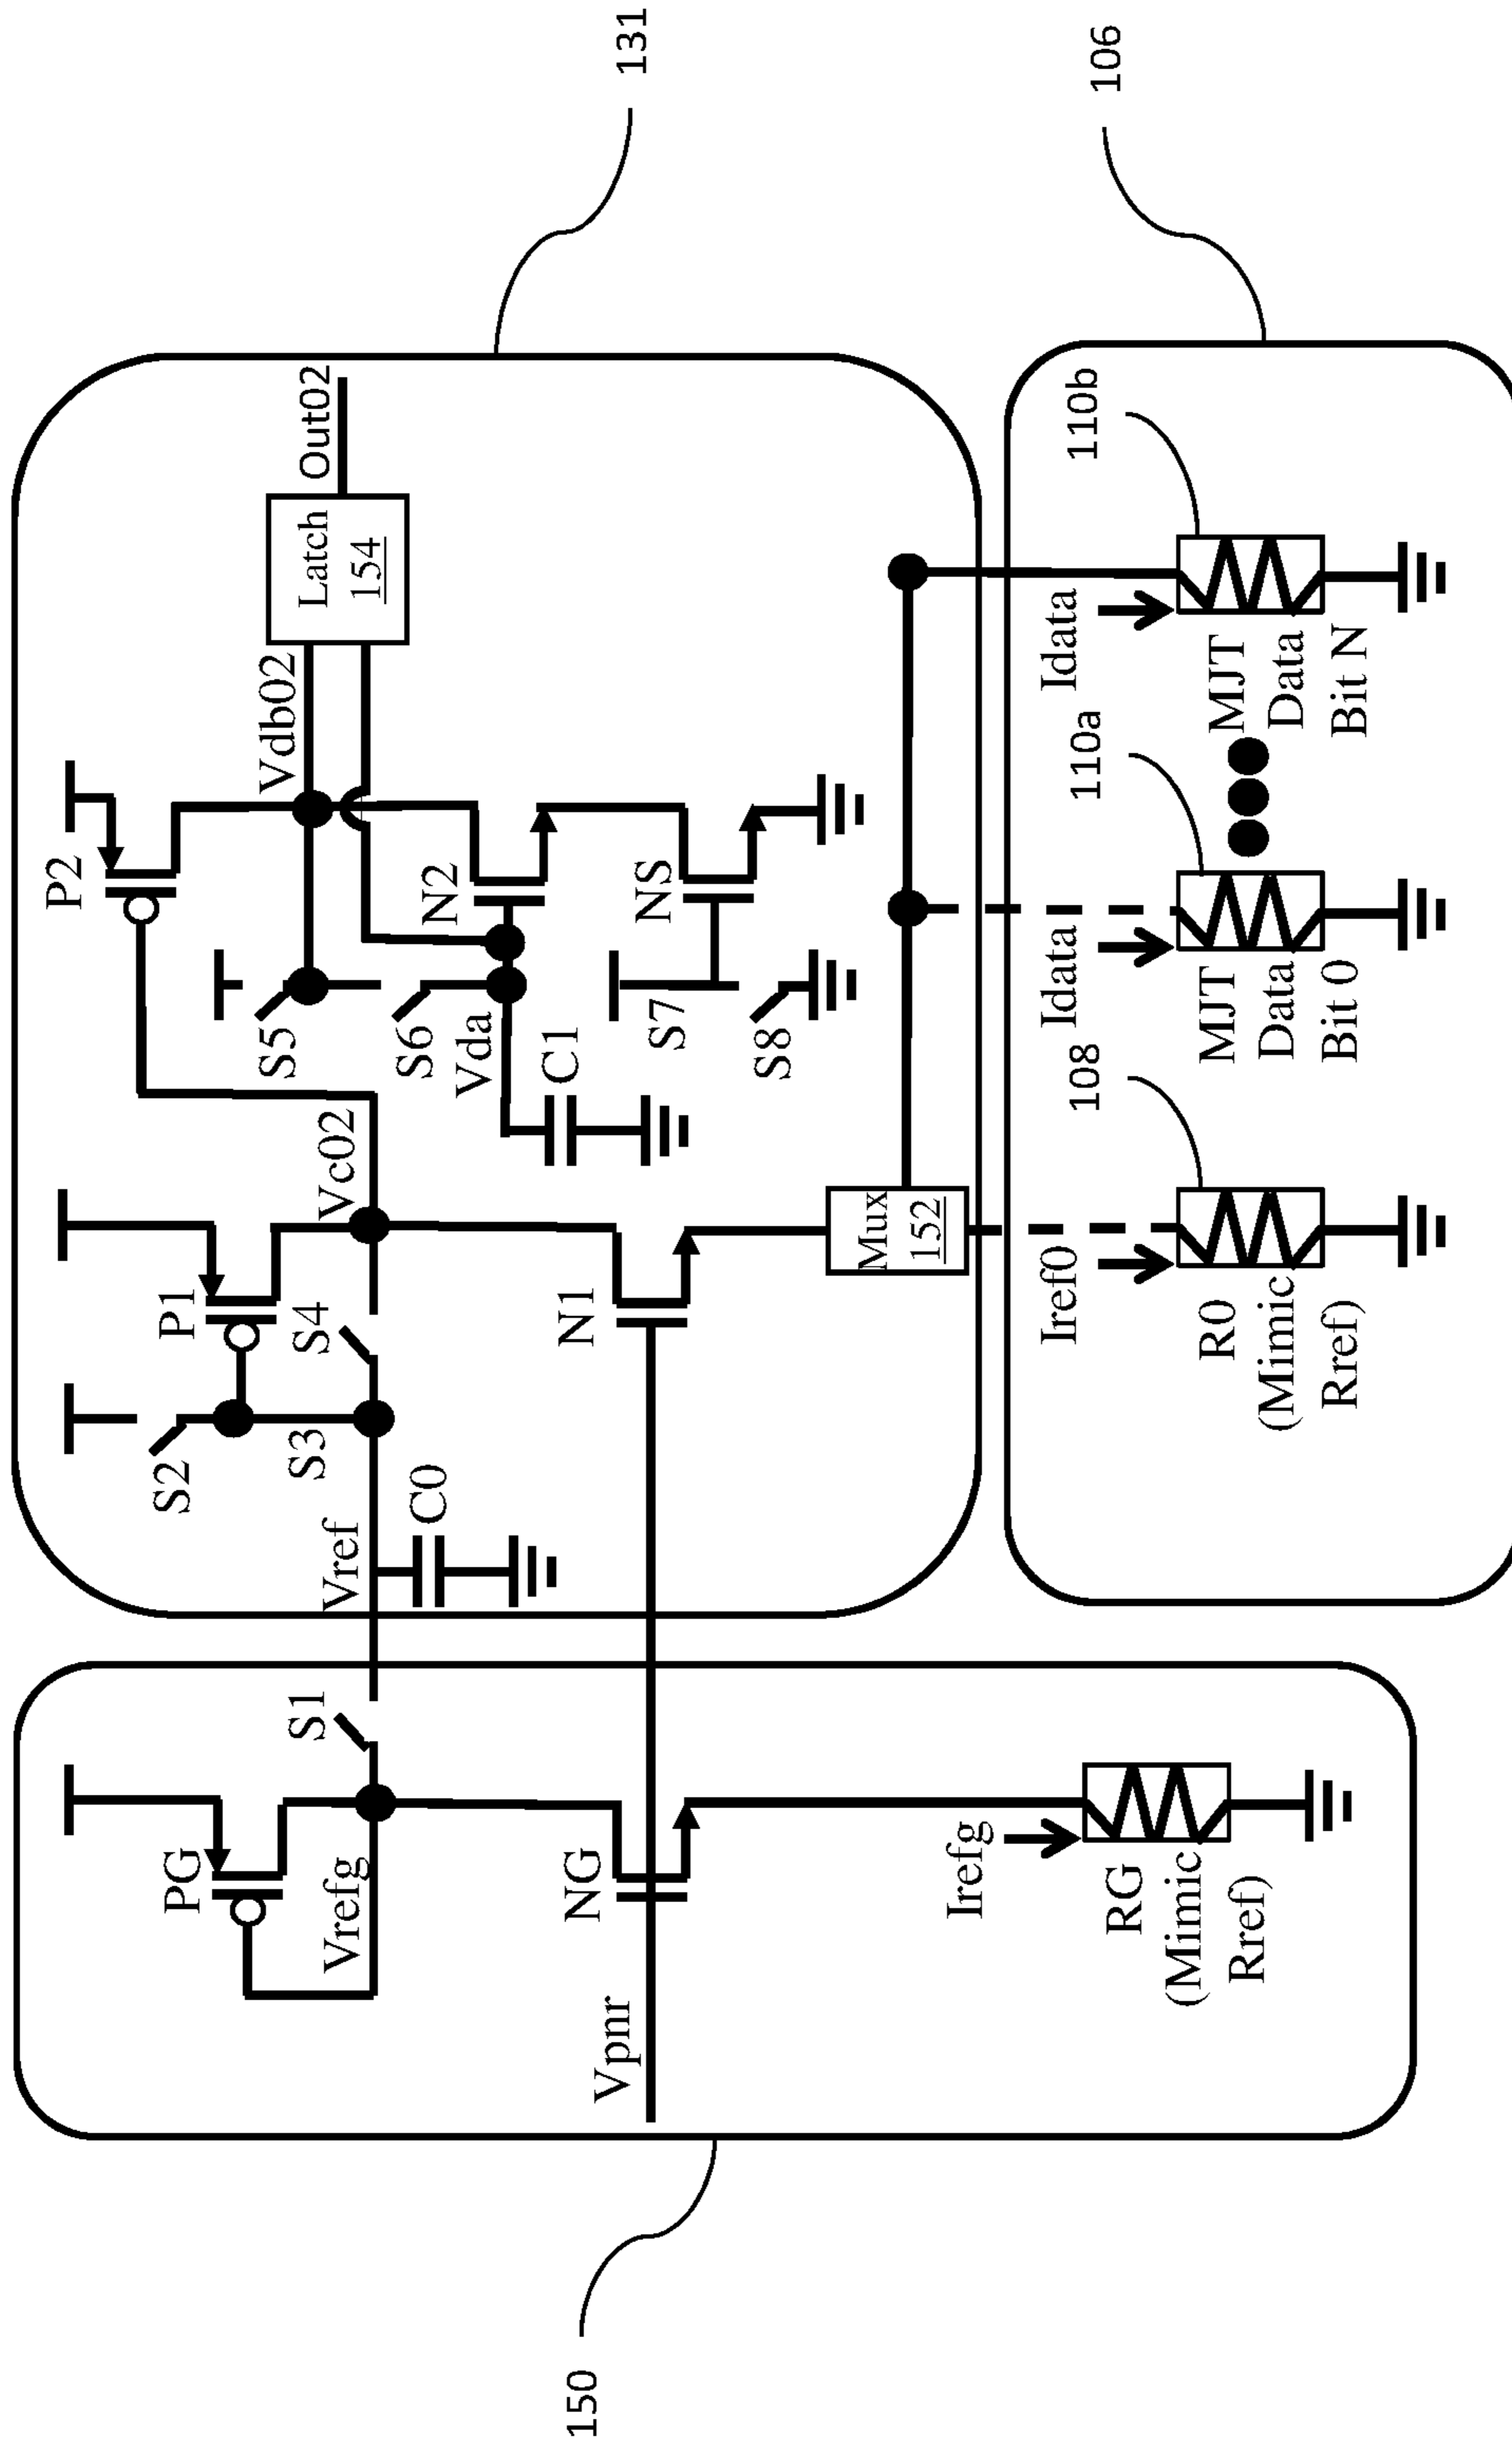 131
106
150
PG
Vrefg
S1
Vpnr
NG
Irefg
RG
(Mimic
Rref)
Vref
C0
S2
S3
S4
P1
Vc02
N1
Mux
152
P2
S5
S6
Vda
C1
N2
NS
S7
S8
Vdb02
Latch
154
Out02
Iref0
108
R0
(Mimic
Rref)
Idata
110a
MJT
Data
Bit 0
Idata
110b
MJT
Data
Bit N